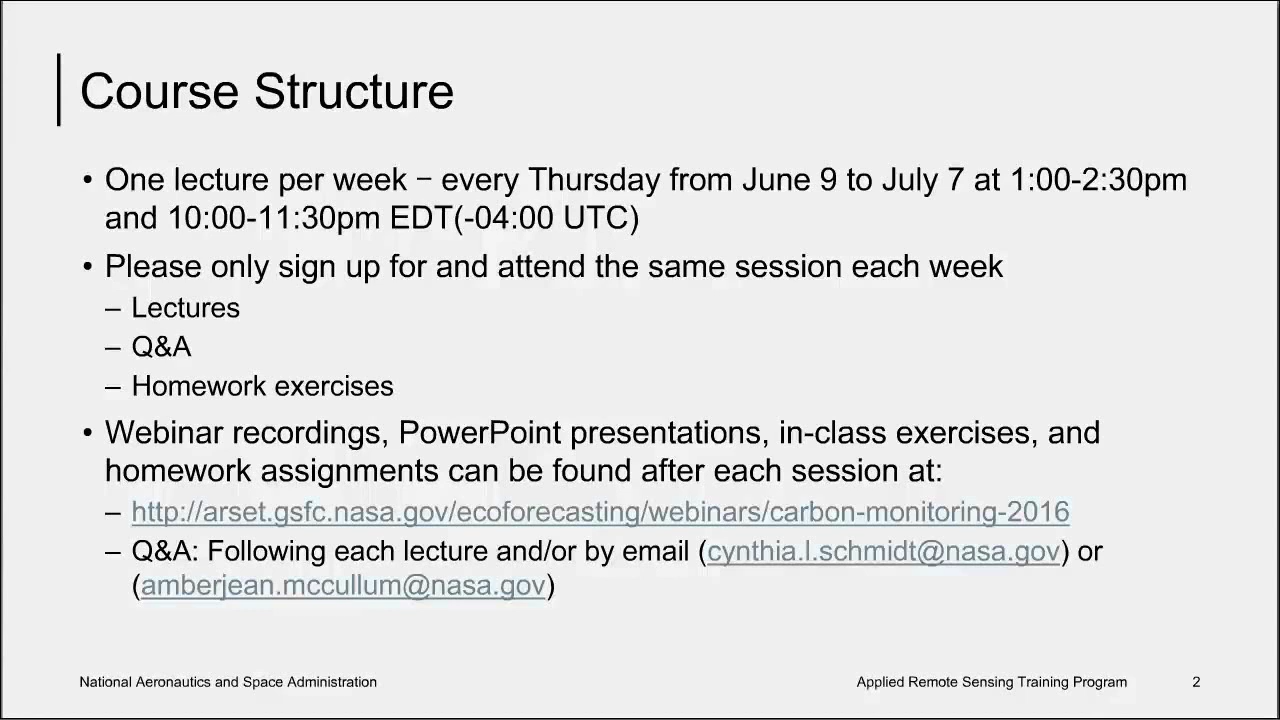 Course Structure
• One lecture per week – every Thursday from June 9 to July 7 at 1:00-2:30pm
and 10:00-11:30pm EDT(-04:00 UTC)
• Please only sign up for and attend the same session each week
– Lectures
– Q&A
– Homework exercises
• Webinar recordings, PowerPoint presentations, in-class exercises, and
homework assignments can be found after each session at:
– http://arset.gsfc.nasa.gov/ecoforecasting/webinars/carbon-monitoring-2016
– Q&A: Following each lecture and/or by email (cynthia.l.schmidt@nasa.gov) or
(amberjean.mccullum@nasa.gov)
National Aeronautics and Space Administration
Applied Remote Sensing Training Program
2